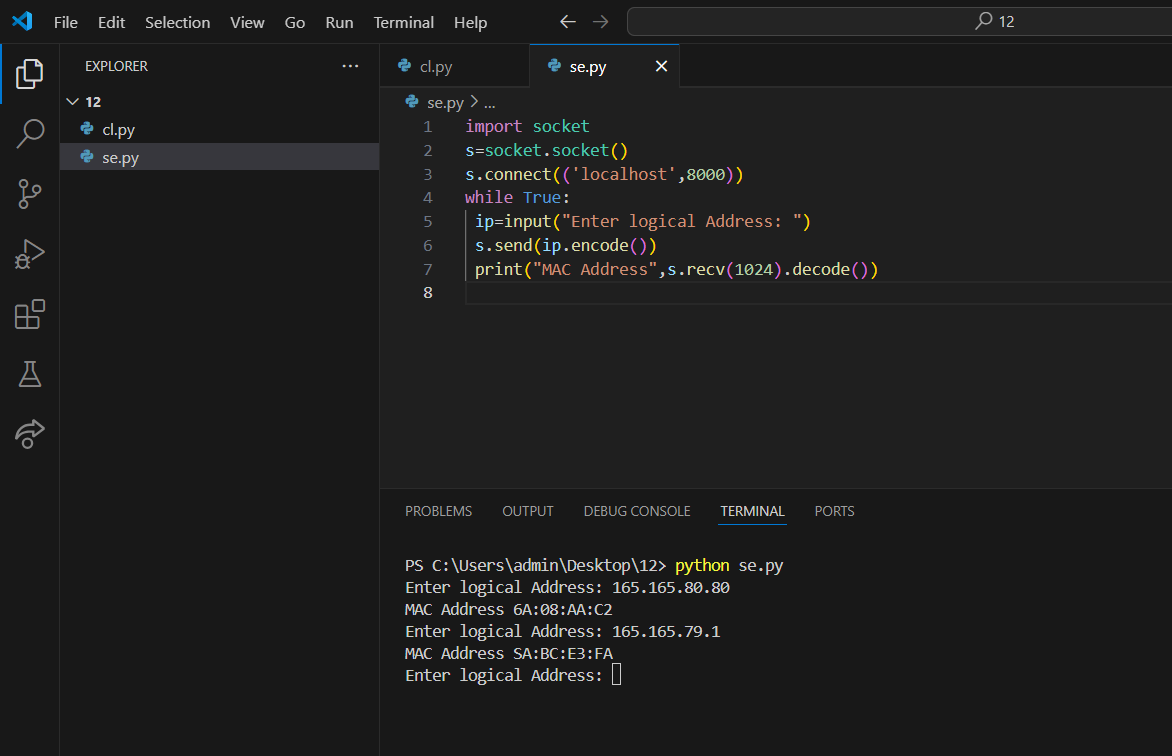 File Edit Selection View Go Run Terminal Help
12
EXPLORER
12
cl.py
se.py
cl.py
se.py
se.py > ...
1 import socket
2 s=socket.socket()
3 s.connect(('localhost',8000))
4 while True:
5  ip=input("Enter logical Address: ")
6  s.send(ip.encode())
7  print("MAC Address",s.recv(1024).decode())
8
PROBLEMS OUTPUT DEBUG CONSOLE TERMINAL PORTS
PS C:\Users\admin\Desktop\12> python se.py
Enter logical Address: 165.165.80.80
MAC Address 6A:08:AA:C2
Enter logical Address: 165.165.79.1
MAC Address SA:BC:E3:FA
Enter logical Address: